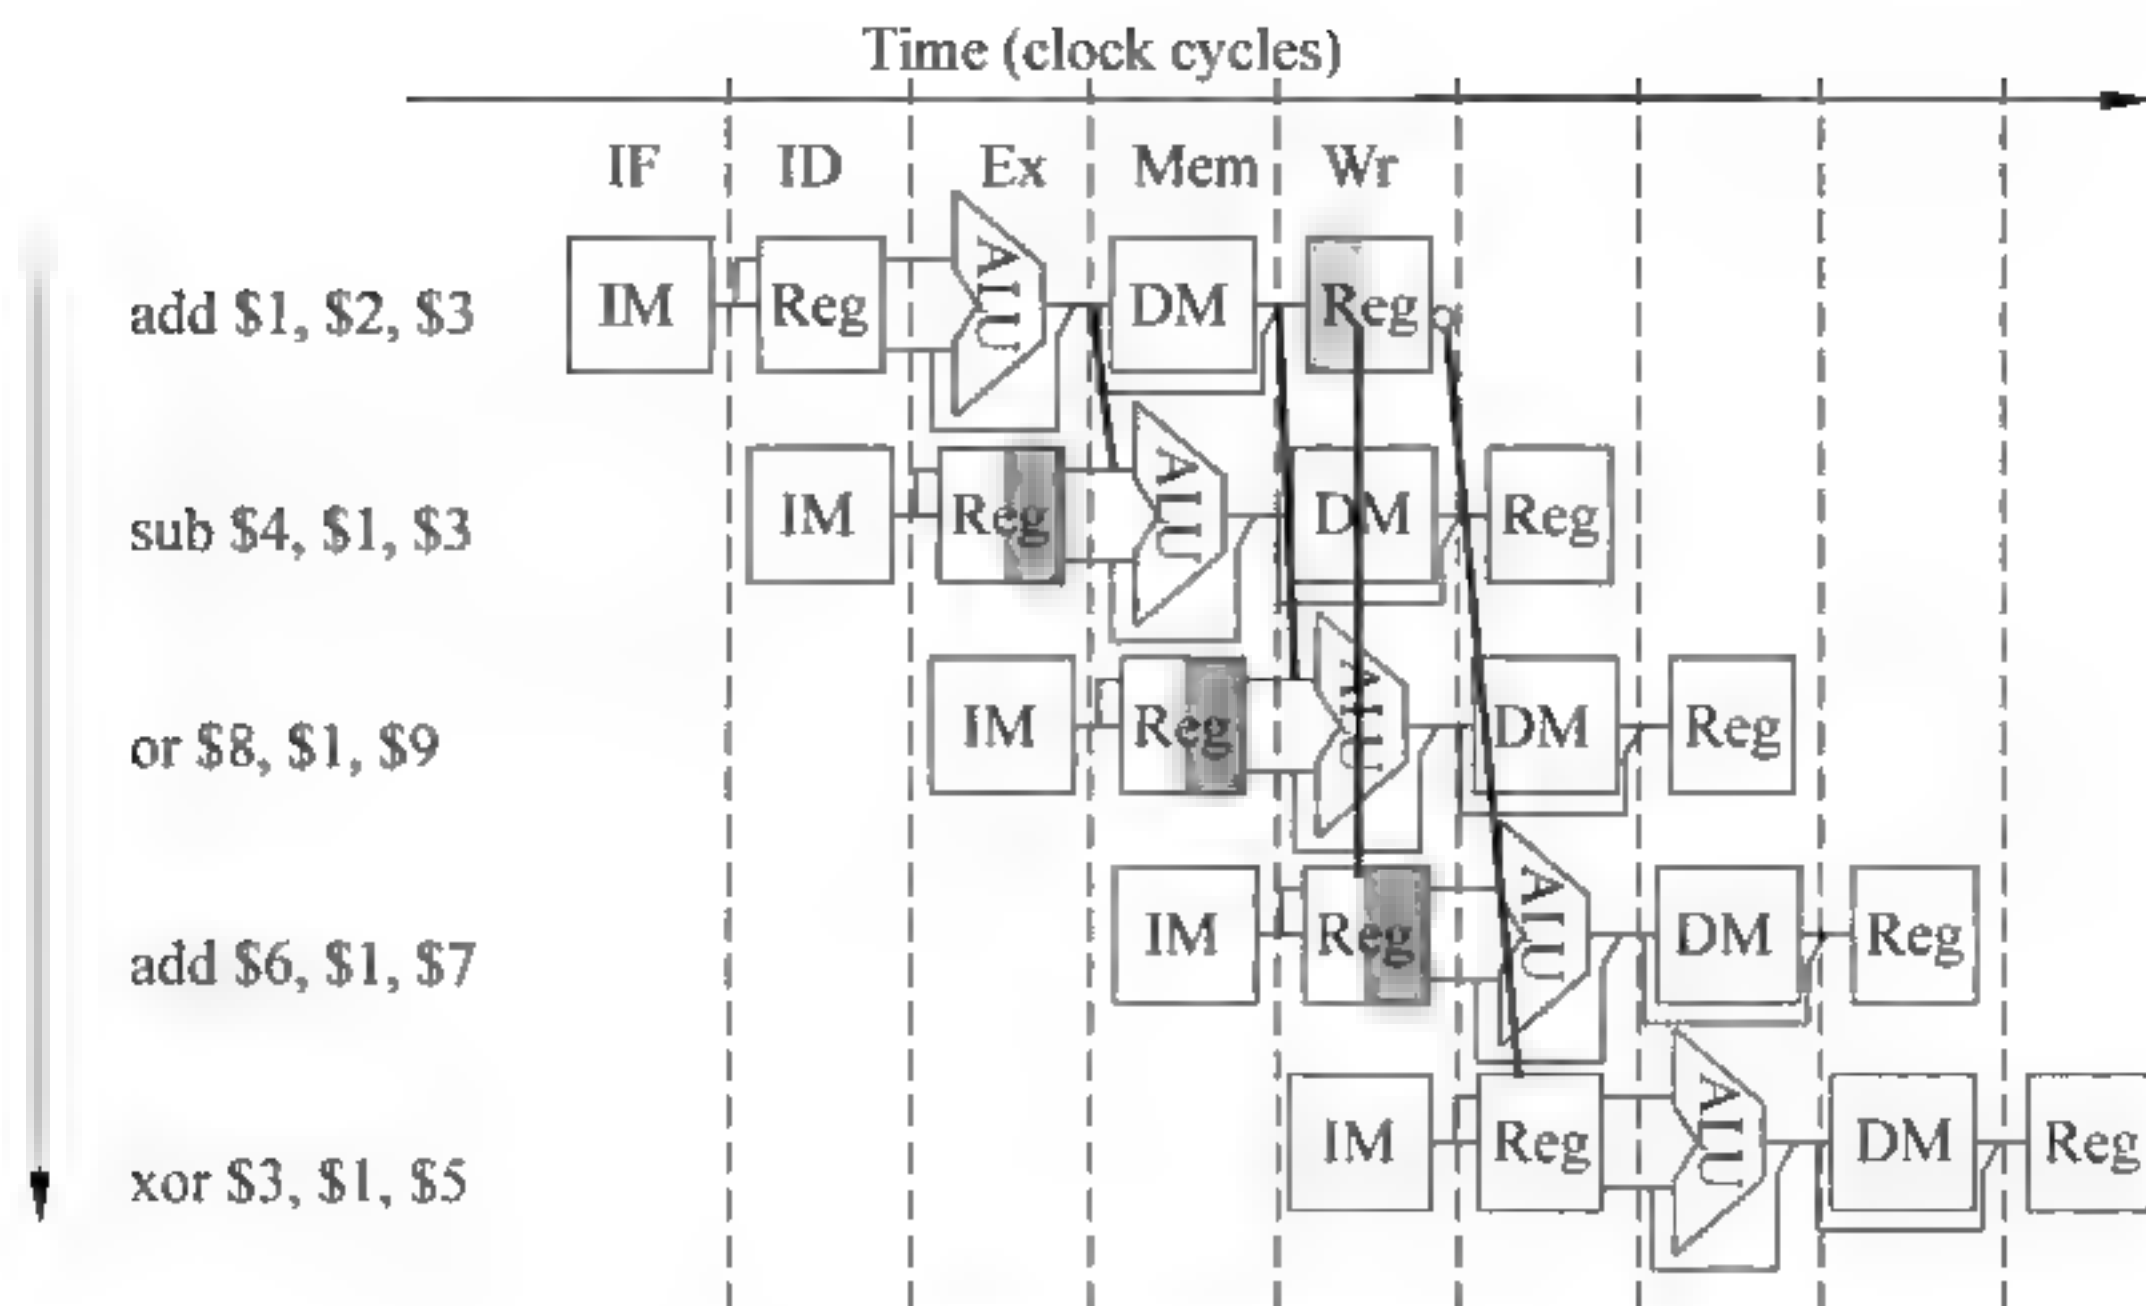 Time (clock cycles)
IF ID Ex Mem Wr
add $1, $2, $3 IM Reg ALU DM Reg
sub $4, $1, $3 IM Reg ALU DM Reg
or $8, $1, $9 IM Reg ALU DM Reg
add $6, $1, $7 IM Reg ALU DM Reg
xor $3, $1, $5 IM Reg ALU DM Reg